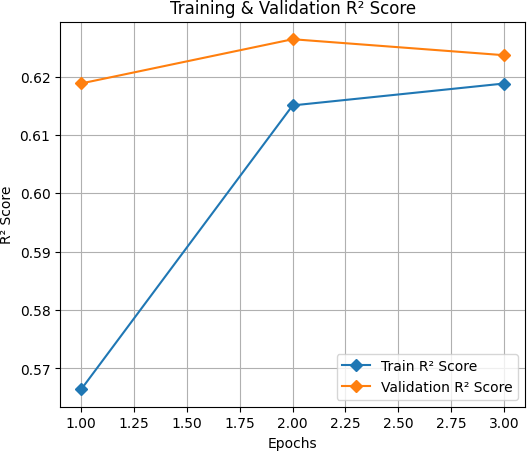 Training & Validation R² Score
R² Score
0.62
0.61
0.60
0.59
0.58
0.57
Train R² Score
Validation R² Score
1.00 1.25 1.50 1.75 2.00 2.25 2.50 2.75 3.00
Epochs